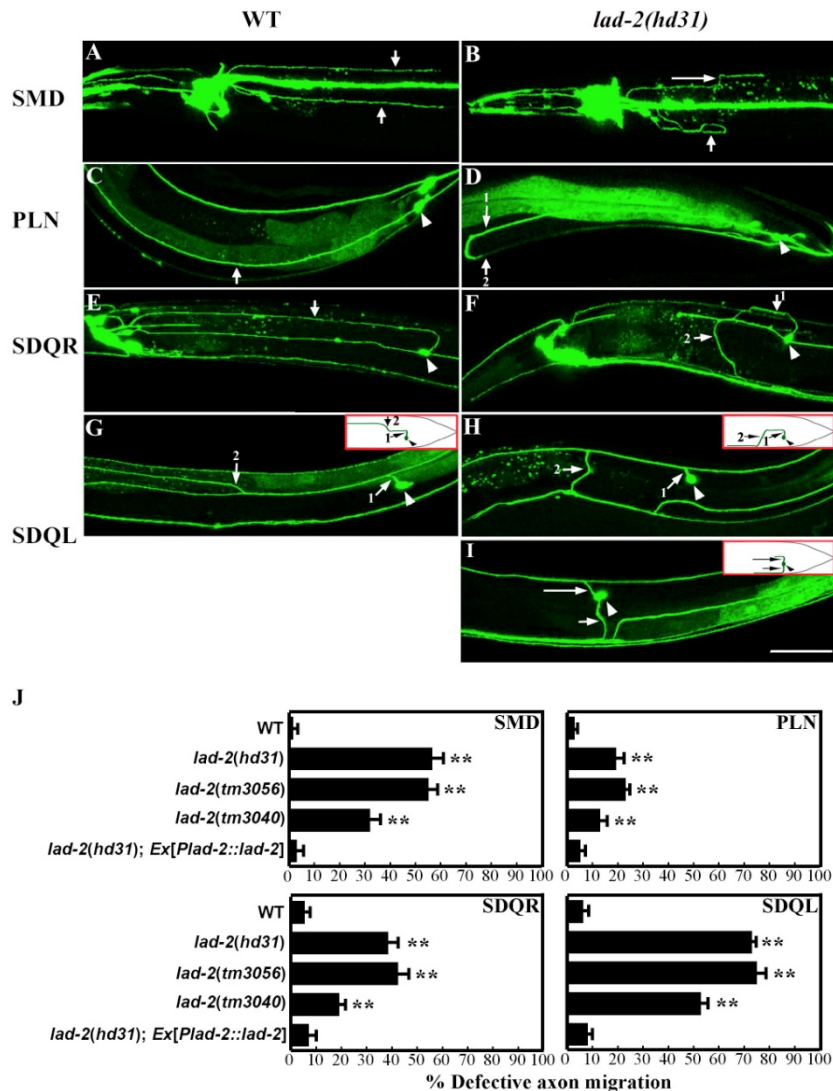 WT lad-2(hd31)
SMD A B
PLN C D 1 2
SDQR E F 1 2
G 2 1 2 1
H 2 1 2 1
SDQL
I
J
SMD
WT
lad-2(hd31) **
lad-2(tm3056) **
lad-2(tm3040) **
lad-2(hd31); Ex[Plad-2::lad-2]
0 10 20 30 40 50 60 70 80 90 100
PLN
**
**
**
0 10 20 30 40 50 60 70 80 90 100
SDQR
WT
lad-2(hd31) **
lad-2(tm3056) **
lad-2(tm3040) **
lad-2(hd31); Ex[Plad-2::lad-2]
0 10 20 30 40 50 60 70 80 90 100
SDQL
**
**
**
0 10 20 30 40 50 60 70 80 90 100
% Defective axon migration